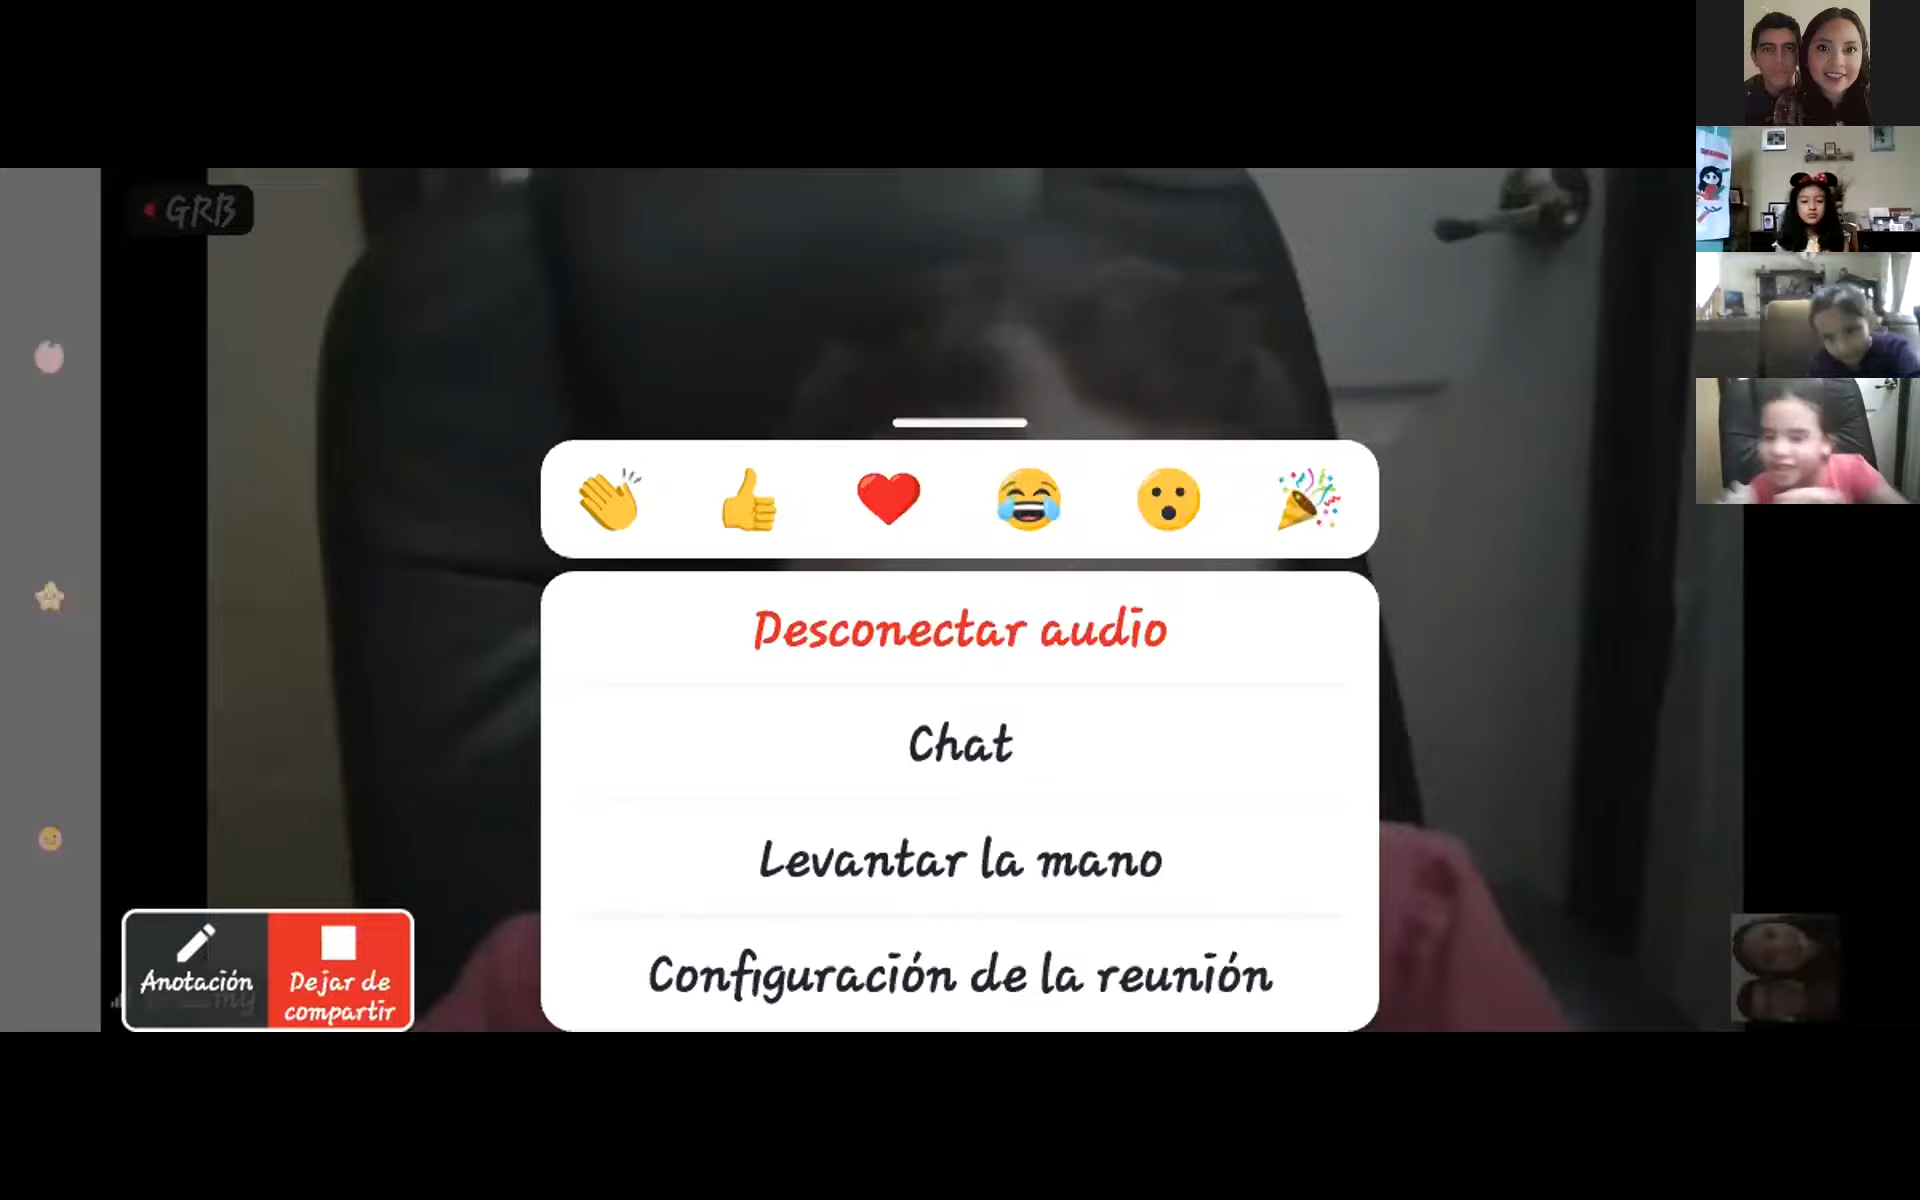 GRB
Desconectar audio
Chat
Levantar la mano
Configuración de la reunión
Anotación
Dejar de
compartir